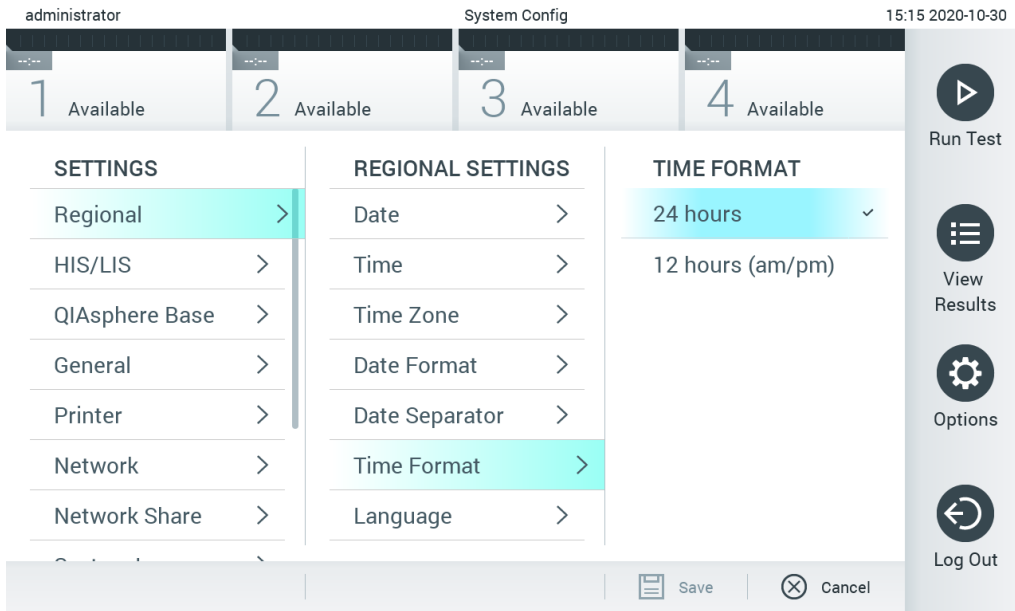 administrator
System Config
15:15 2020-10-30
--:--
--:--
--:--
--:--
1 Available
2 Available
3 Available
4 Available
Run Test
View
Results
Options
Log Out
SETTINGS
Regional
HIS/LIS
QIAsphere Base
General
Printer
Network
Network Share
REGIONAL SETTINGS
Date
Time
Time Zone
Date Format
Date Separator
Time Format
Language
TIME FORMAT
24 hours
12 hours (am/pm)
Save
Cancel